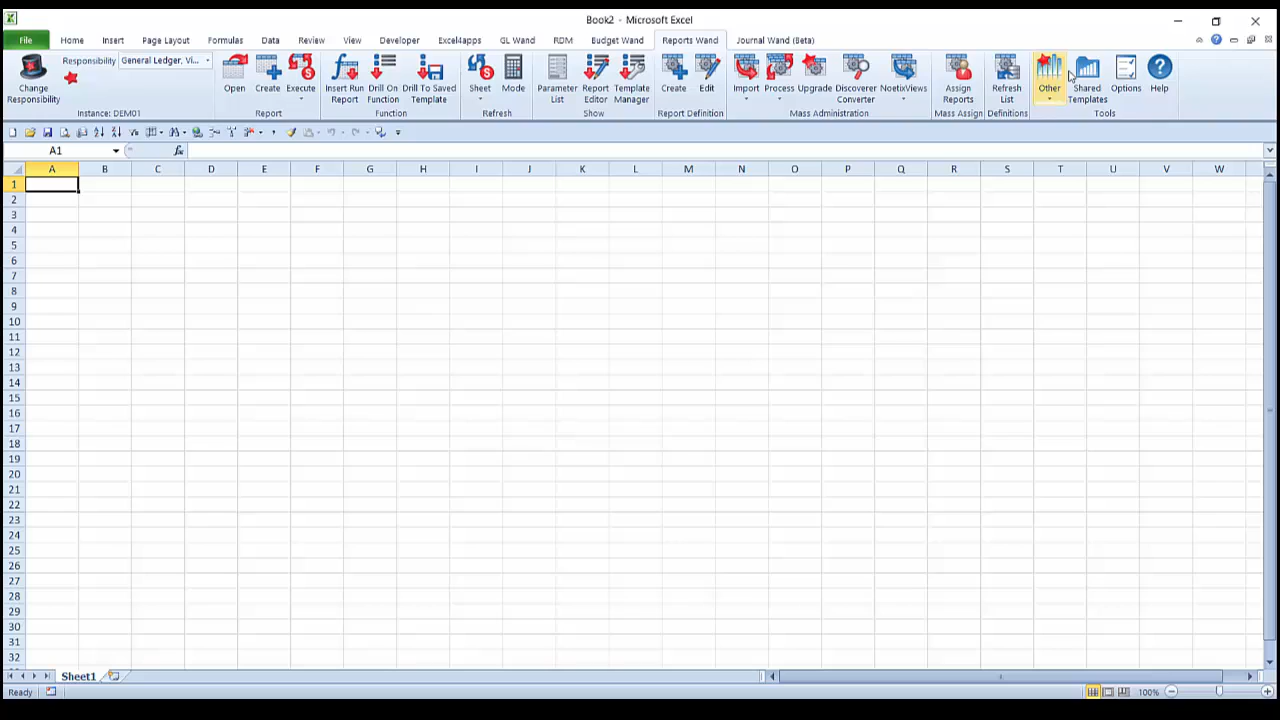 Book2 - Microsoft Excel
File Home Insert Page Layout Formulas Data Review View Developer Excel4apps GL Wand RDM Budget Wand Reports Wand Journal Wand (Beta)
Responsibility General Ledger, Vi...
Change Responsibility
Instance: DEM01
Open Create Execute
Report
Insert Run Report Drill On Function Drill To Saved Template
Function
Sheet Mode
Refresh
Parameter List Report Editor Template Manager
Show
Create Edit
Report Definition
Import Process Upgrade Discoverer Converter NoetixViews
Mass Administration
Assign Reports
Mass Assign
Refresh List
Definitions
Other Shared Templates Options Help
Tools
A1 fx
A B C D E F G H I J K L M N O P Q R S T U V W
1
2
3
4
5
6
7
8
9
10
11
12
13
14
15
16
17
18
19
20
21
22
23
24
25
26
27
28
29
30
31
32
Sheet1
Ready 100%